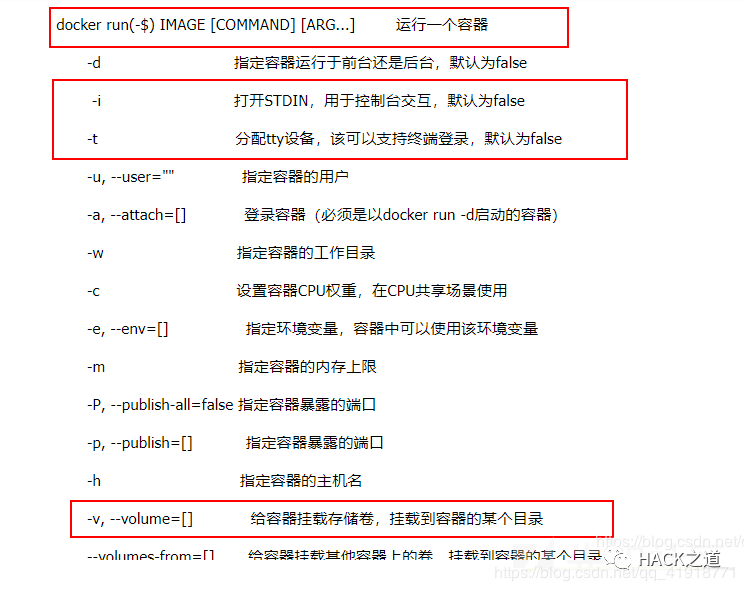 docker run(-$) IMAGE [COMMAND] [ARG...] 运行一个容器
-d 指定容器运行于前台还是后台，默认为false
-i 打开STDIN，用于控制台交互，默认为false
-t 分配tty设备，该可以支持终端登录，默认为false
-u, --user="" 指定容器的用户
-a, --attach=[] 登录容器（必须是以docker run -d启动的容器）
-w 指定容器的工作目录
-c 设置容器CPU权重，在CPU共享场景使用
-e, --env=[] 指定环境变量，容器中可以使用该环境变量
-m 指定容器的内存上限
-P, --publish-all=false 指定容器暴露的端口
-p, --publish=[] 指定容器暴露的端口
-h 指定容器的主机名
-v, --volume=[] 给容器挂载存储卷，挂载到容器的某个目录
https://blog.csdn.net/
--volumes-from=[] 给容器挂载其他容器上的卷，挂载到容器的某个目录
HACK之道
https://blog.csdn.net/qq_41918771